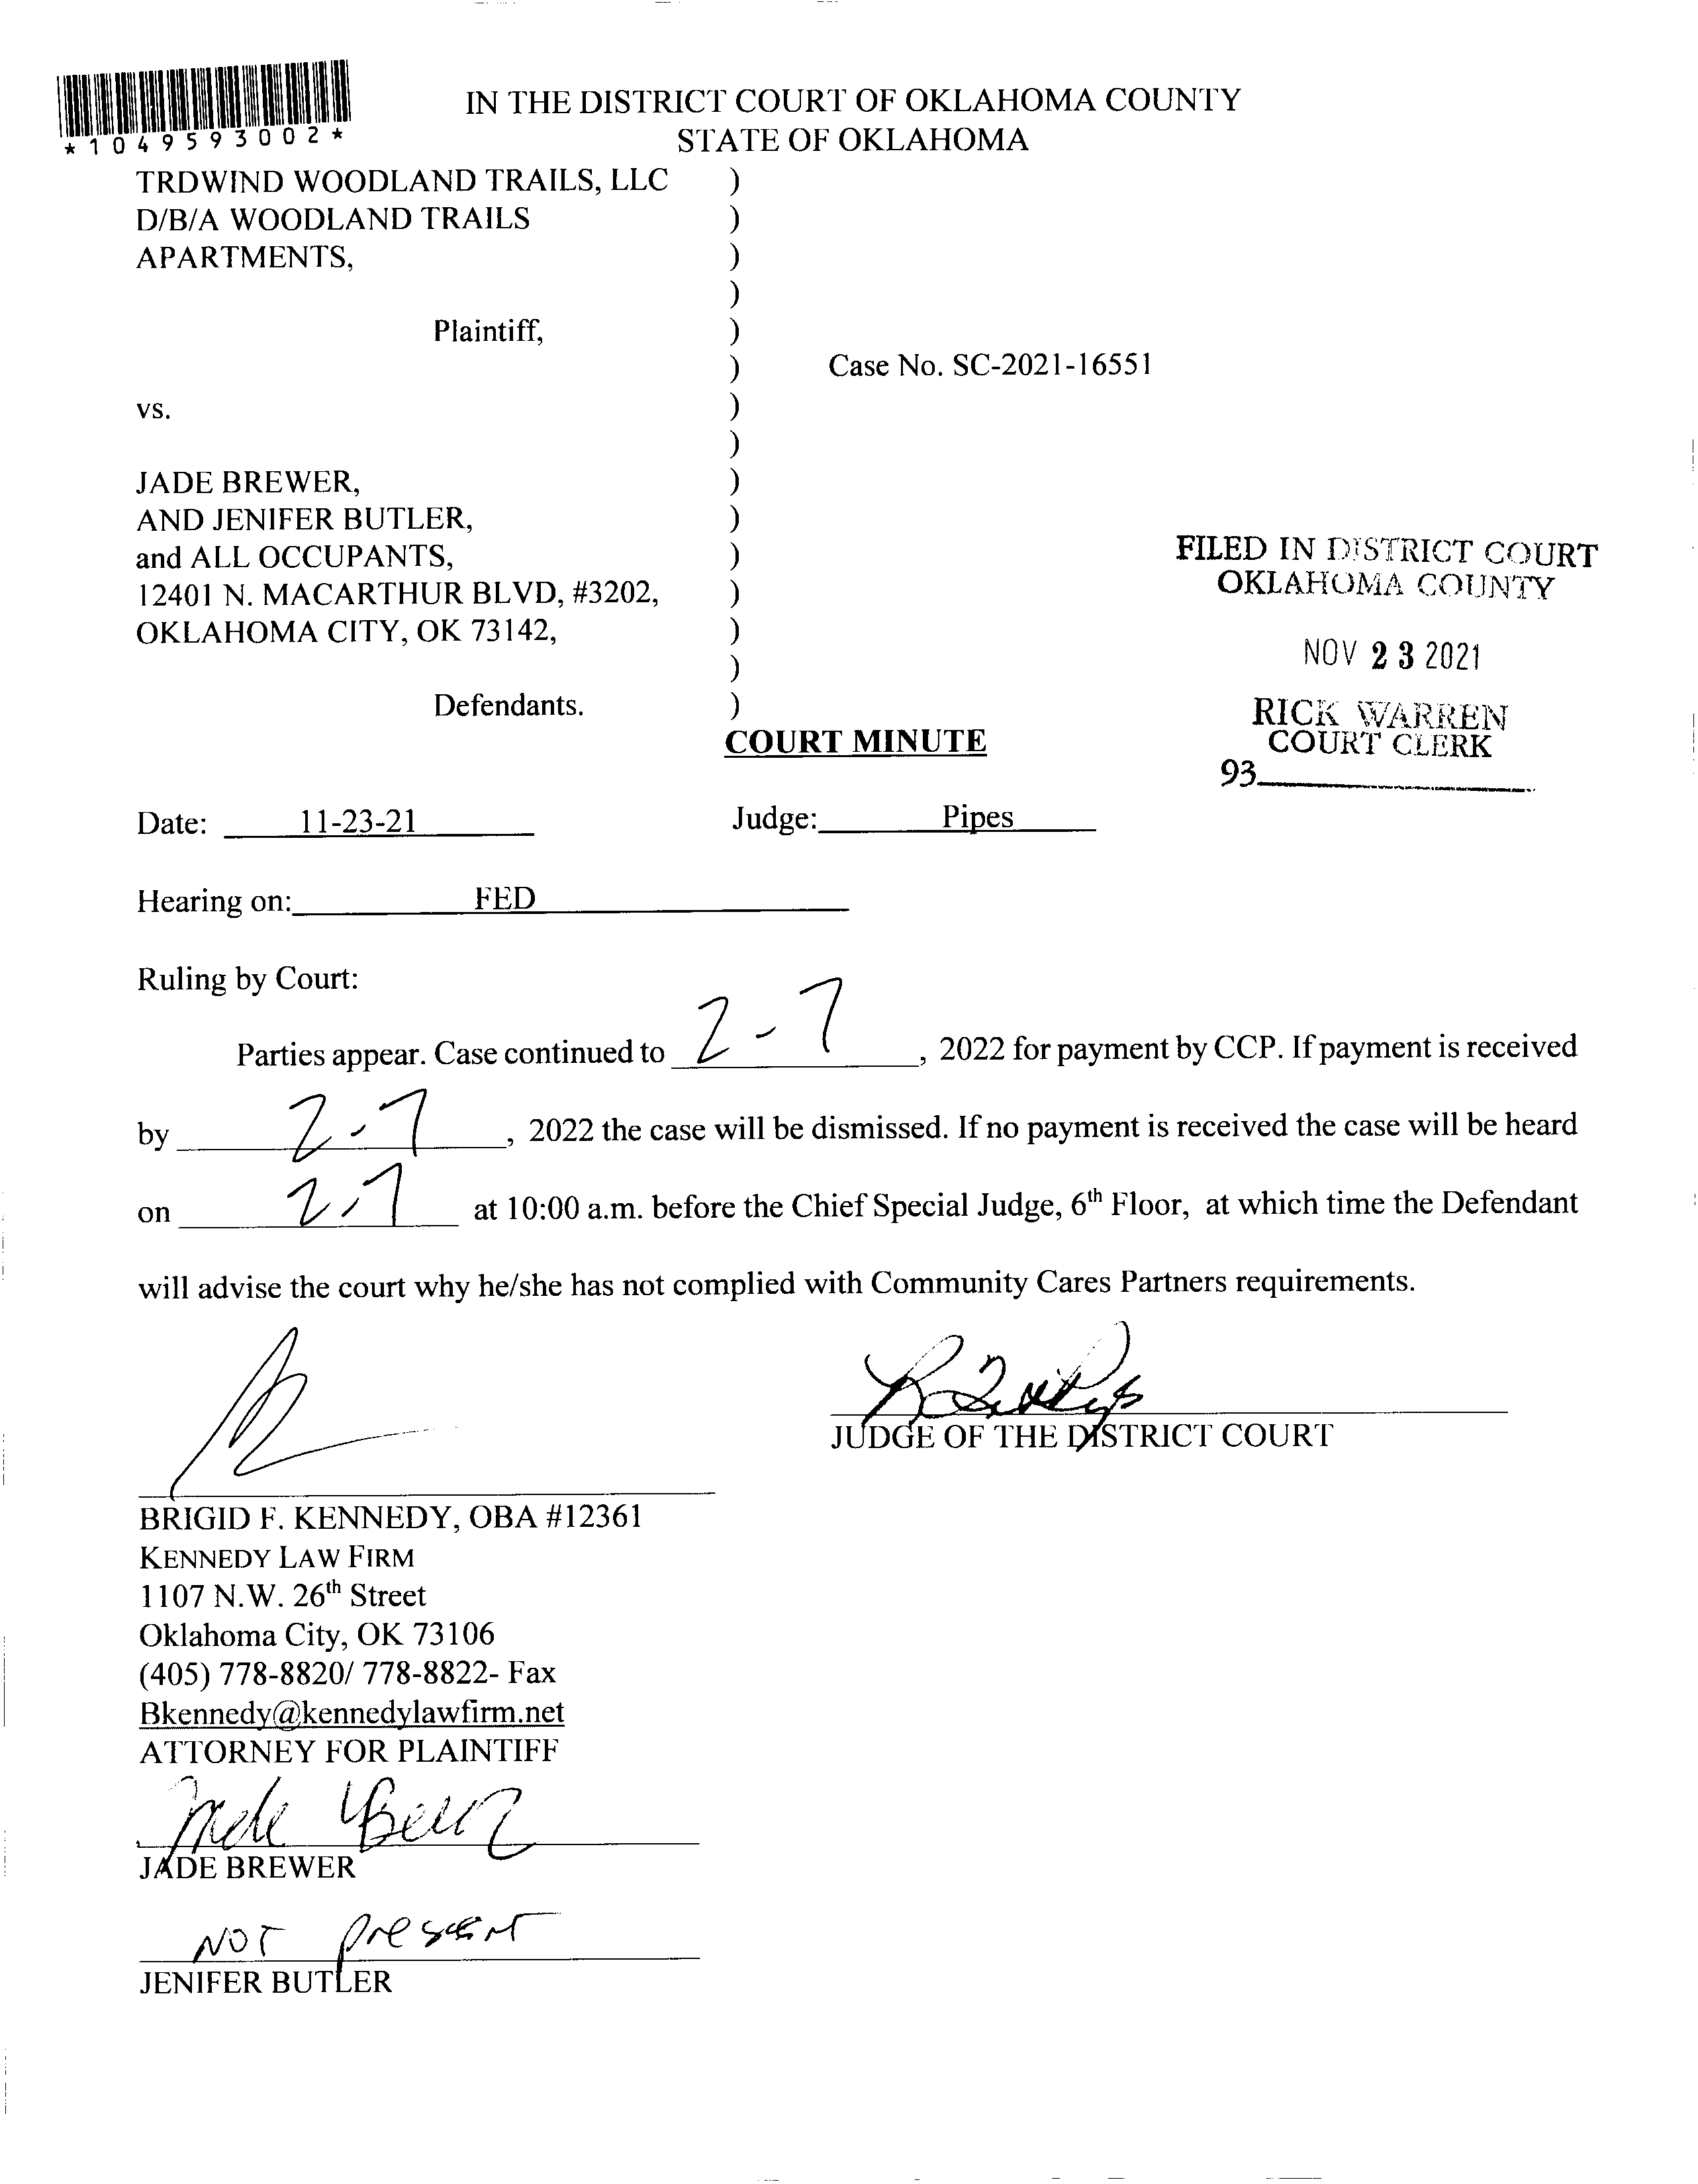 *1049593002*
IN THE DISTRICT COURT OF OKLAHOMA COUNTY
STATE OF OKLAHOMA
TRDWIND WOODLAND TRAILS, LLC )
D/B/A WOODLAND TRAILS )
APARTMENTS, )
)
Plaintiff, )
) Case No. SC-2021-16551
vs. )
)
JADE BREWER, )
AND JENIFER BUTLER, )
and ALL OCCUPANTS, )
12401 N. MACARTHUR BLVD, #3202, )
OKLAHOMA CITY, OK 73142, )
)
Defendants. )
FILED IN DISTRICT COURT
OKLAHOMA COUNTY
NOV 23 2021
RICK WARREN
COURT CLERK
93
COURT MINUTE
Date: 11-23-21 Judge: Pipes
Hearing on: FED
Ruling by Court:
Parties appear. Case continued to 2-7, 2022 for payment by CCP. If payment is received
by 2-7, 2022 the case will be dismissed. If no payment is received the case will be heard
on 2-7 at 10:00 a.m. before the Chief Special Judge, 6th Floor, at which time the Defendant
will advise the court why he/she has not complied with Community Cares Partners requirements.
JUDGE OF THE DISTRICT COURT
BRIGID F. KENNEDY, OBA #12361
KENNEDY LAW FIRM
1107 N.W. 26th Street
Oklahoma City, OK 73106
(405) 778-8820/ 778-8822- Fax
Bkennedy@kennedylawfirm.net
ATTORNEY FOR PLAINTIFF
JADE BREWER
NOT present
JENIFER BUTLER